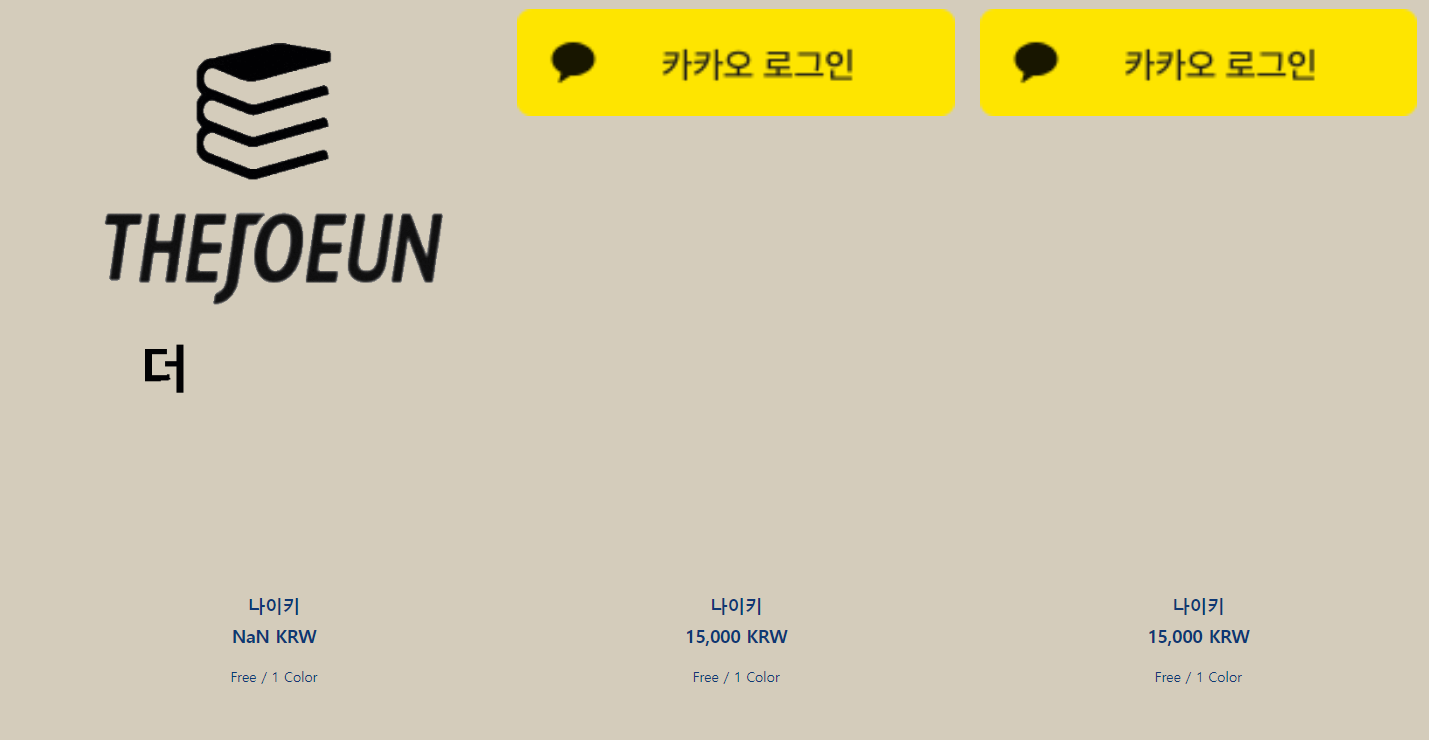 카카오 로그인
카카오 로그인
THEJOEUN
더
나이키
NaN KRW
Free / 1 Color
나이키
15,000 KRW
Free / 1 Color
나이키
15,000 KRW
Free / 1 Color